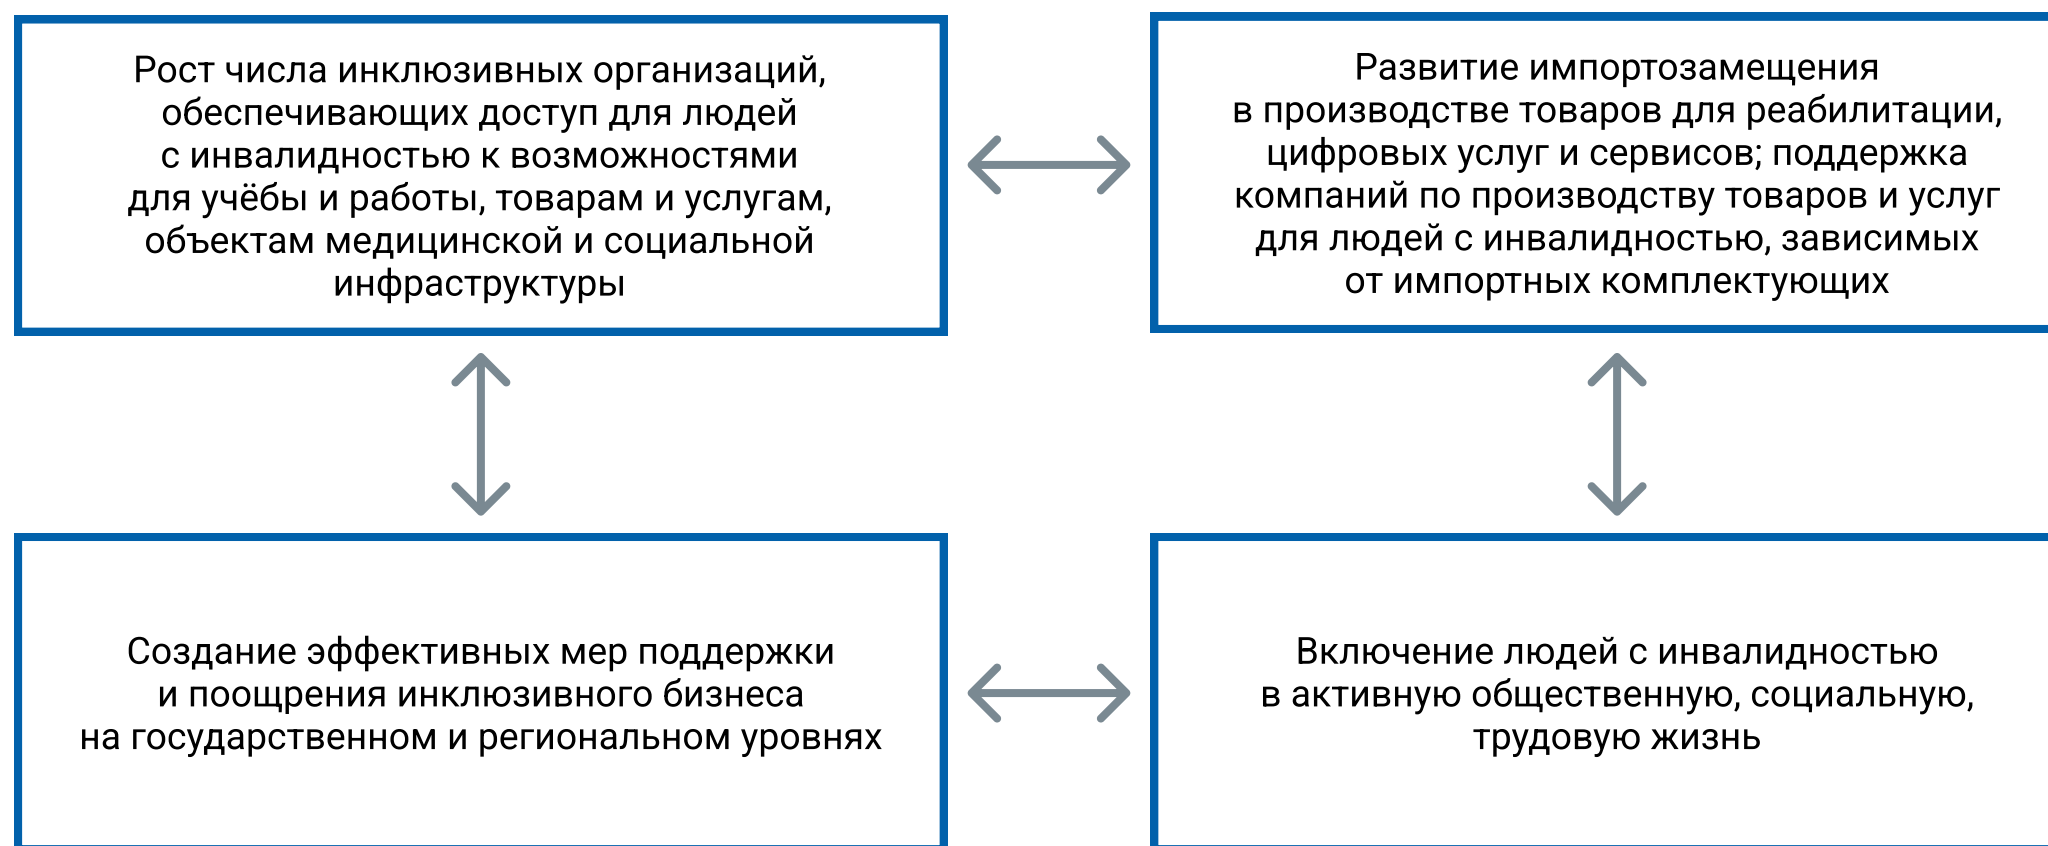 Рост числа инклюзивных организаций,
обеспечивающих доступ для людей
с инвалидностью к возможностями
для учёбы и работы, товарам и услугам,
объектам медицинской и социальной
инфраструктуры
Развитие импортозамещения
в производстве товаров для реабилитации,
цифровых услуг и сервисов; поддержка
компаний по производству товаров и услуг
для людей с инвалидностью, зависимых
от импортных комплектующих
Создание эффективных мер поддержки
и поощрения инклюзивного бизнеса
на государственном и региональном уровнях
Включение людей с инвалидностью
в активную общественную, социальную,
трудовую жизнь